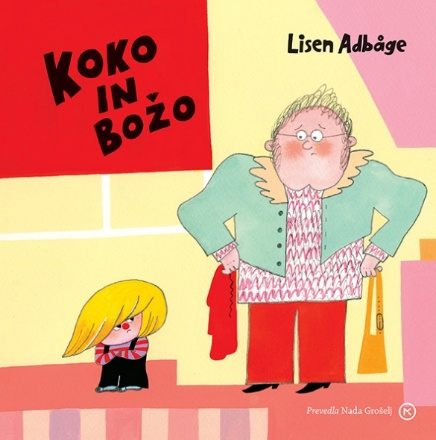 KOKO
IN
BOŽO
Lisen Adbåge
Prevedla Nada Grošelj